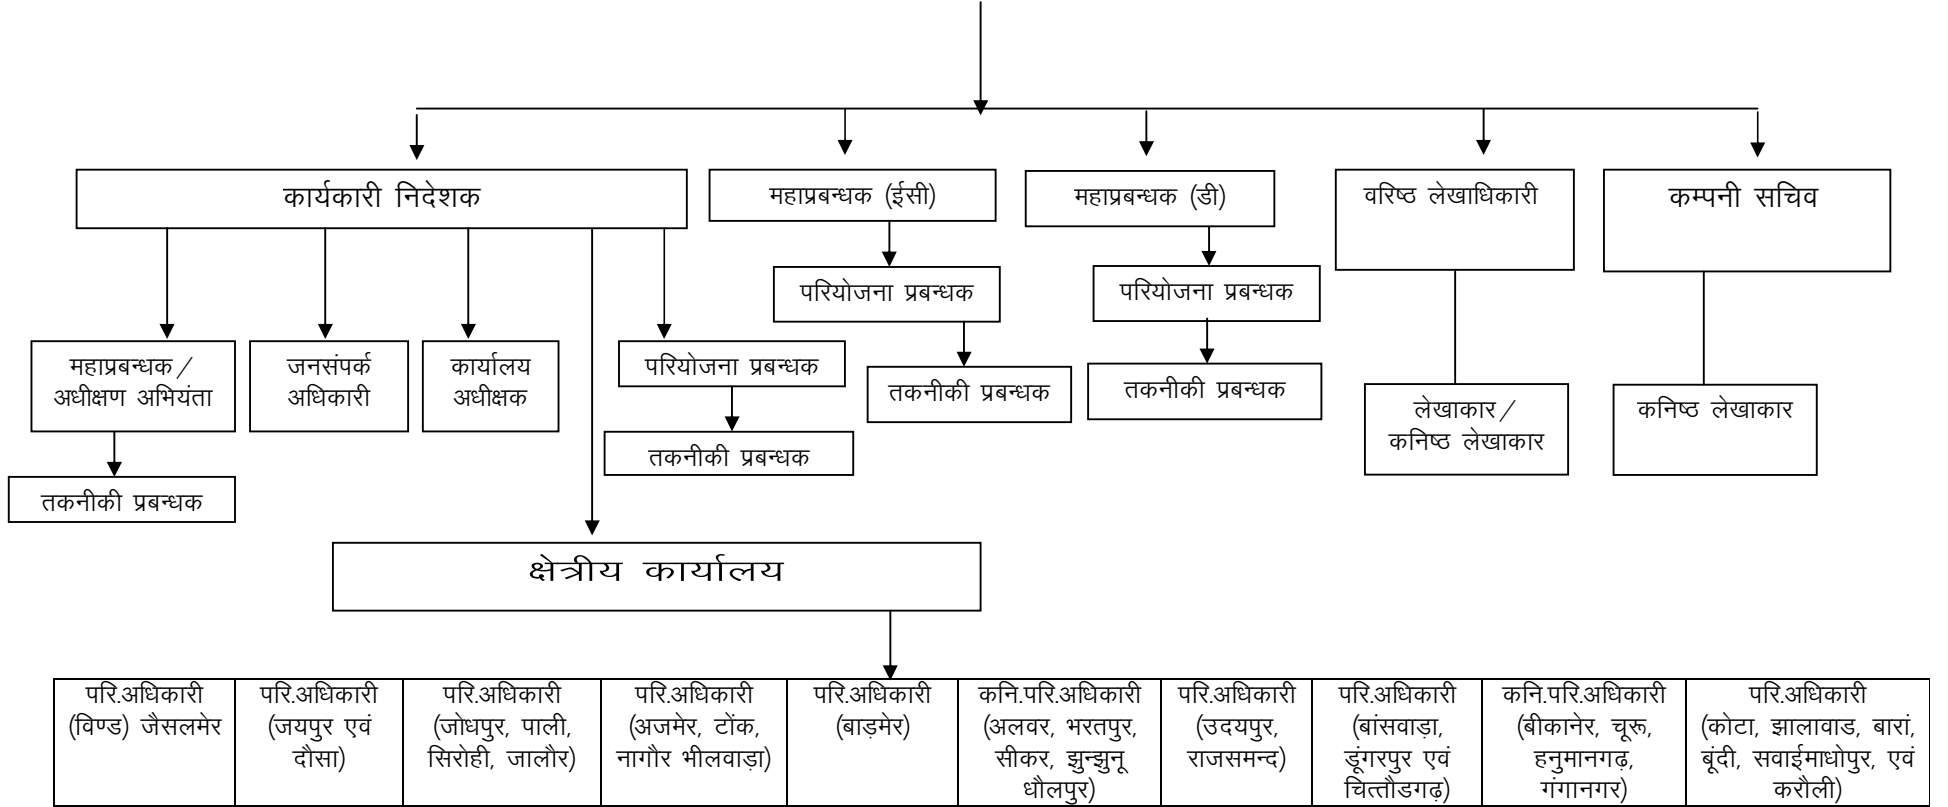 कार्यकारी निदेशक
महाप्रबन्धक (ईसी)
महाप्रबन्धक (डी)
वरिष्ठ लेखाधिकारी
कम्पनी सचिव
परियोजना प्रबन्धक
परियोजना प्रबन्धक
महाप्रबन्धक/
अधीक्षण अभियंता
जनसंपर्क
अधिकारी
कार्यालय
अधीक्षक
परियोजना प्रबन्धक
तकनीकी प्रबन्धक
तकनीकी प्रबन्धक
लेखाकार/
कनिष्ठ लेखाकार
कनिष्ठ लेखाकार
तकनीकी प्रबन्धक
तकनीकी प्रबन्धक
क्षेत्रीय कार्यालय
परि.अधिकारी
(विण्ड) जैसलमेर
परि.अधिकारी
(जयपुर एवं
दौसा)
परि.अधिकारी
(जोधपुर, पाली,
सिरोही, जालौर)
परि.अधिकारी
(अजमेर, टोंक,
नागौर भीलवाड़ा)
परि.अधिकारी
(बाड़मेर)
कनि.परि.अधिकारी
(अलवर, भरतपुर,
सीकर, झुन्झुनू
धौलपुर)
परि.अधिकारी
(उदयपुर,
राजसमन्द)
परि.अधिकारी
(बांसवाड़ा,
डूंगरपुर एवं
चित्तौडगढ़)
कनि.परि.अधिकारी
(बीकानेर, चूरू,
हनुमानगढ़,
गंगानगर)
परि.अधिकारी
(कोटा, झालावाड, बारां,
बूंदी, सवाईमाधोपुर, एवं
करौली)